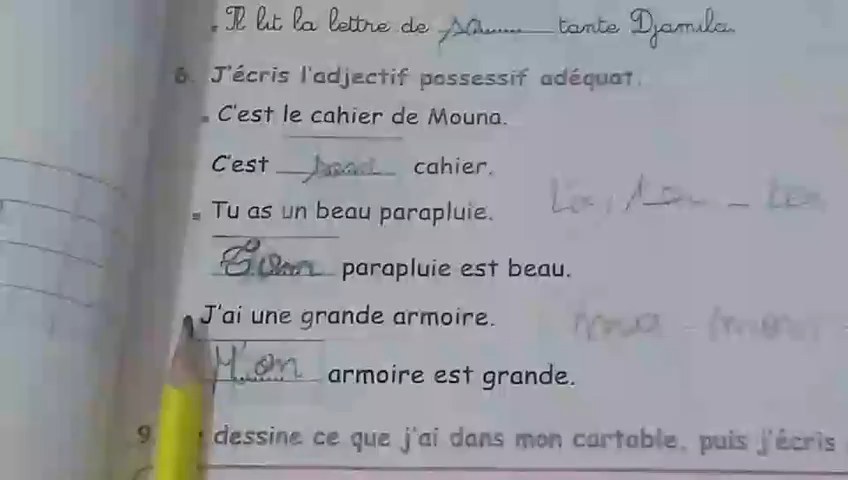 . Il lit la lettre de sa tante Djamila.
8. J'écris l'adjectif possessif adéquat.
. C'est le cahier de Mouna.
C'est son cahier.
. Tu as un beau parapluie.
Ton parapluie est beau.
J'ai une grande armoire.
Mon armoire est grande.
9. dessine ce que j'ai dans mon cartable, puis j'écris